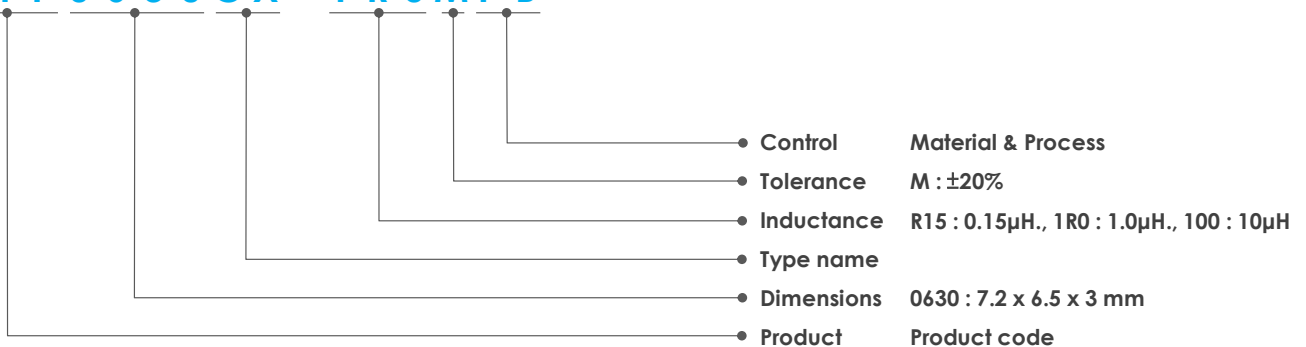 Control Material & Process
Tolerance M : ±20%
Inductance R15 : 0.15µH., 1R0 : 1.0µH., 100 : 10µH
Type name
Dimensions 0630 : 7.2 x 6.5 x 3 mm
Product Product code